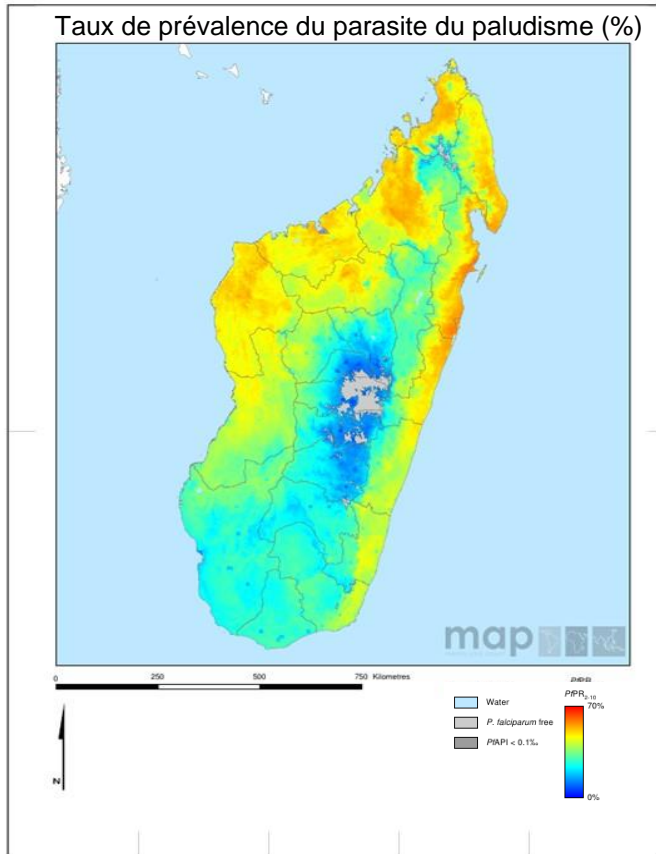 Taux de prévalence du parasite du paludisme (%)
map
0 250 500 750 Kilometres
PfPR2-10
Water 70%
P. falciparum free
PfAPI < 0.1‰
0%
N